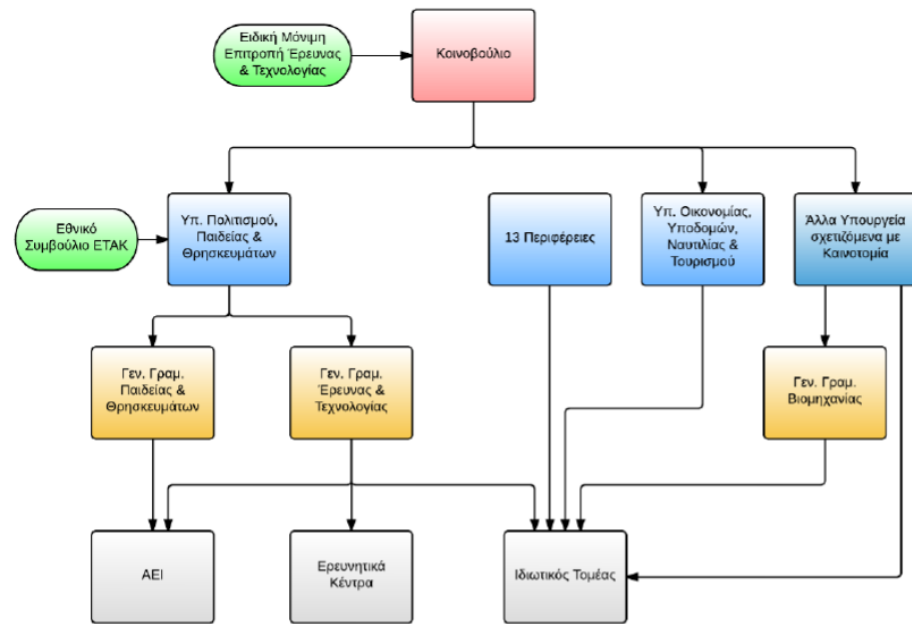 Ειδική Μόνιμη
Επιτροπή Έρευνας
& Τεχνολογίας
Κοινοβούλιο
Εθνικό
Συμβούλιο ΕΤΑΚ
Υπ. Πολιτισμού,
Παιδείας &
Θρησκευμάτων
13 Περιφέρειες
Υπ. Οικονομίας,
Υποδομών,
Ναυτιλίας &
Τουρισμού
Άλλα Υπουργεία
σχετιζόμενα με
Καινοτομία
Γεν. Γραμ.
Παιδείας &
Θρησκευμάτων
Γεν. Γραμ.
Έρευνας &
Τεχνολογίας
Γεν. Γραμ.
Βιομηχανίας
ΑΕΙ
Ερευνητικά
Κέντρα
Ιδιωτικός Τομέας